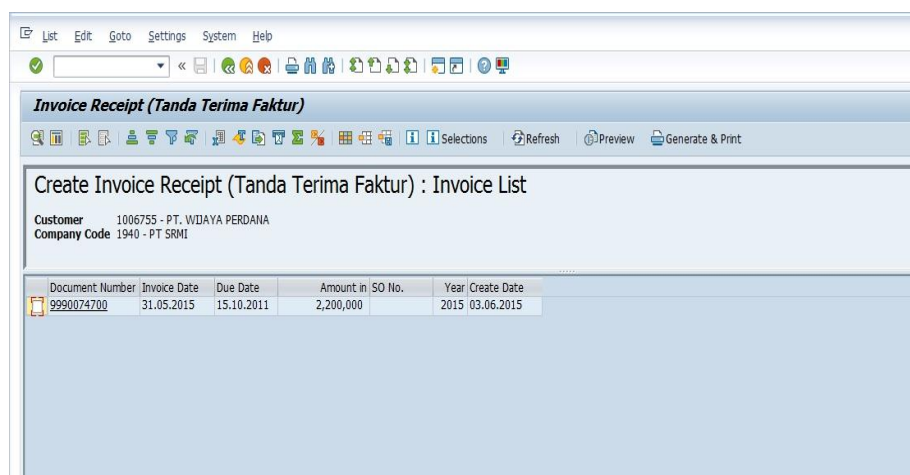 List Edit Goto Settings System Help
Invoice Receipt (Tanda Terima Faktur)
Selections Refresh Preview Generate & Print
Create Invoice Receipt (Tanda Terima Faktur) : Invoice List
Customer 1006755 - PT. WIJAYA PERDANA
Company Code 1940 - PT SRMI
Document Number Invoice Date Due Date Amount in SO No. Year Create Date
9990074700 31.05.2015 15.10.2011 2,200,000 2015 03.06.2015